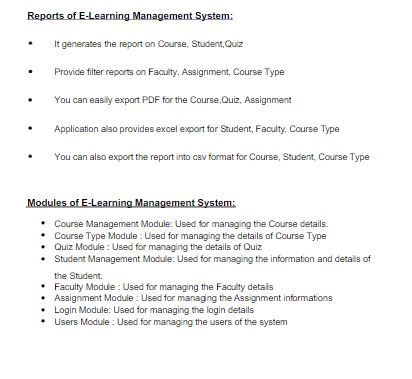 Reports of E-Learning Management System:
• It generates the report on Course, Student,Quiz
• Provide filter reports on Faculty, Assignment, Course Type
• You can easily export PDF for the Course,Quiz, Assignment
• Application also provides excel export for Student, Faculty, Course Type
• You can also export the report into csv format for Course, Student, Course Type
Modules of E-Learning Management System:
• Course Management Module: Used for managing the Course details.
• Course Type Module : Used for managing the details of Course Type
• Quiz Module : Used for managing the details of Quiz
• Student Management Module: Used for managing the information and details of
the Student.
• Faculty Module : Used for managing the Faculty details
• Assignment Module : Used for managing the Assignment informations
• Login Module: Used for managing the login details
• Users Module : Used for managing the users of the system